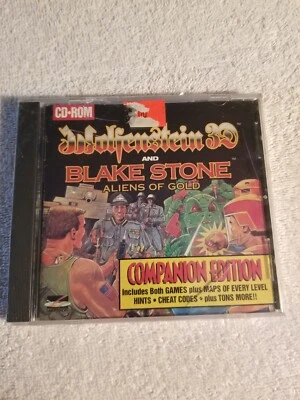 CD-ROM
Wolfenstein 3D
AND
BLAKE STONE
ALIENS OF GOLD
COMPANION EDITION
Includes Both GAMES plus MAPS OF EVERY LEVEL
HINTS • CHEAT CODES • plus TONS MORE!!